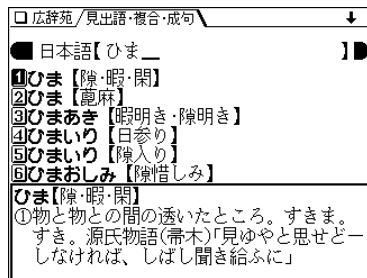 広辞苑/見出語･複合･成句
日本語【ひま＿ 】
1ひま【隙･暇･閑】
2ひま【蓖麻】
3ひまあき【暇明き･隙明き】
4ひまいり【日参り】
5ひまいり【隙入り】
6ひまおしみ【隙惜しみ】
ひま【隙･暇･閑】
①物と物との間の透いたところ。すきま。
すき。源氏物語(帚木)「見ゆやと思せどー
しなければ、しばし聞き給ふに」